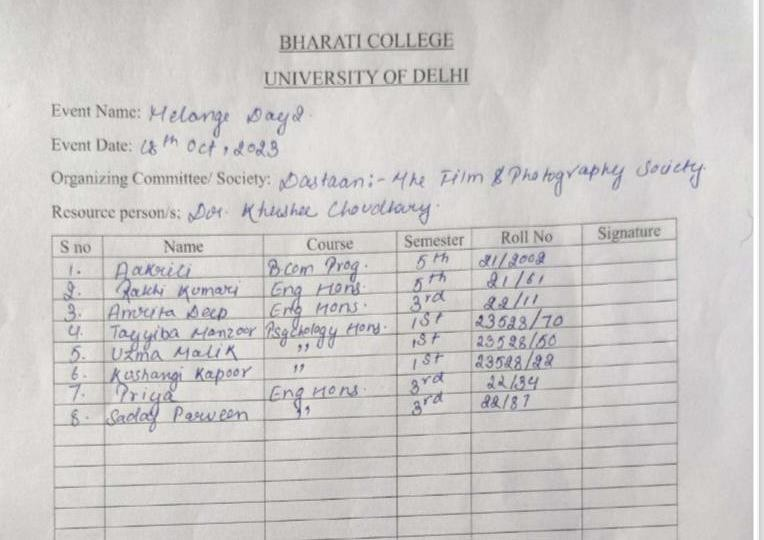 BHARATI COLLEGE
UNIVERSITY OF DELHI
Event Name: Melange Day 2.
Event Date: 18th Oct, 2023
Organizing Committee/ Society: Dastaan:- The Film & Photography Society.
Resource person/s: Dr. Khushee Choudhary.
S no Name Course Semester Roll No Signature
1. Aakriti Bcom Prog. 5th 21/2002
2. Rakhi Kumari Eng Hons. 5th 21/61
3. Amrita Deep Eng Hons. 3rd 22/11
4. Tayyiba Manzoor Psychology Hons. 1st 23528/70
5. Uzma Malik " 1st 23528/50
6. Kushangi Kapoor " 1st 23528/22
7. Priya Eng Hons. 3rd 22/34
8. Sadaf Parween " 3rd 22/87